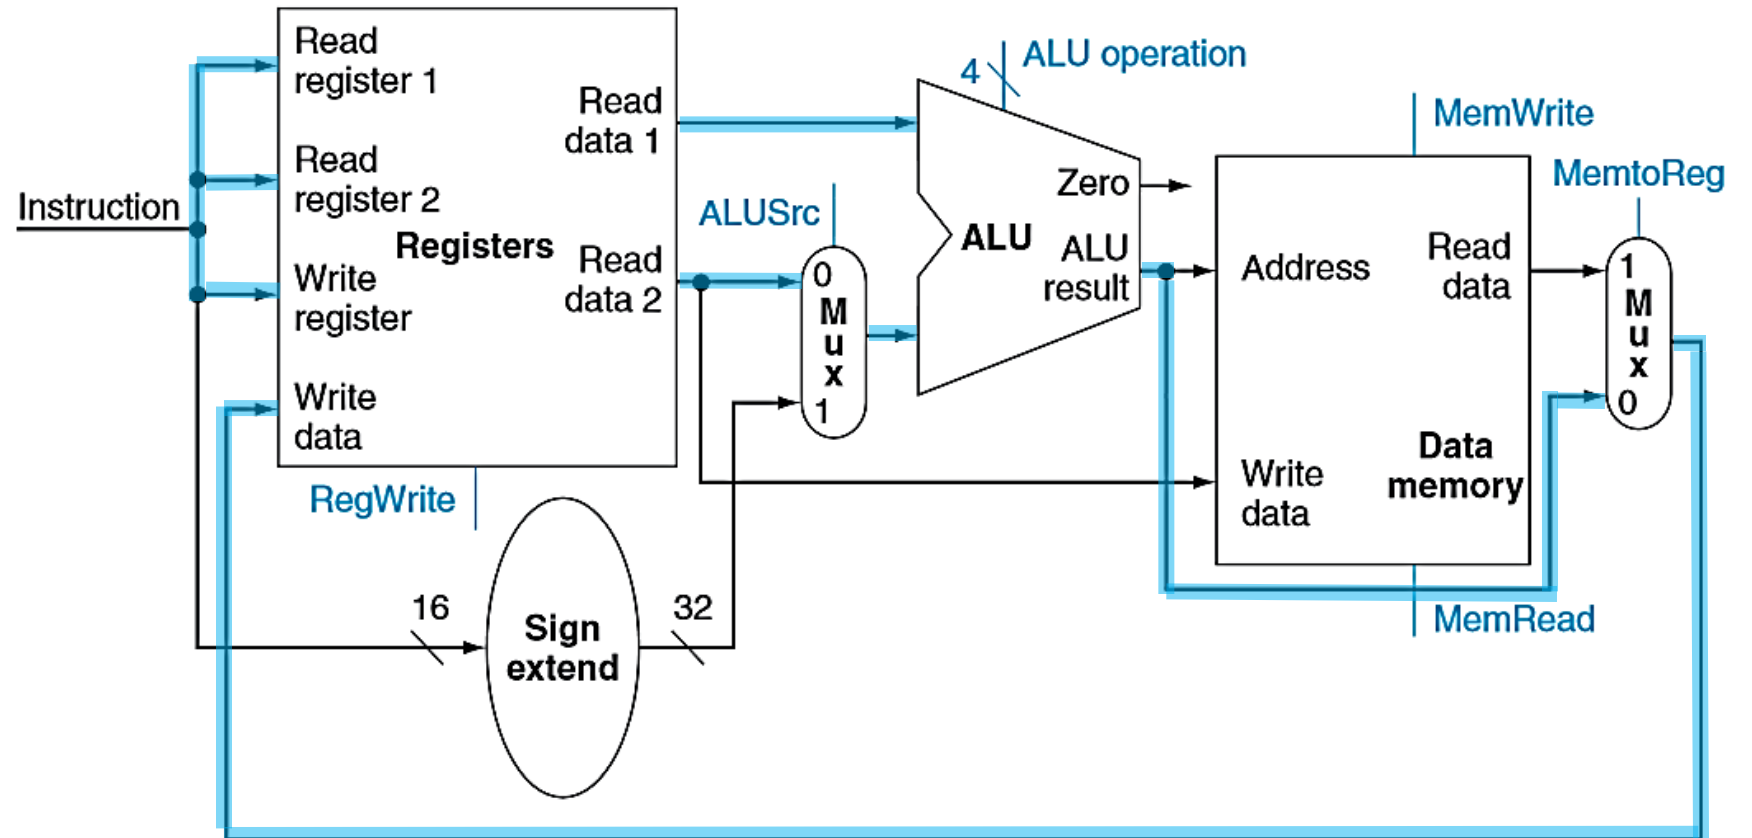 Instruction
Read
register 1
Read
register 2
Registers
Write
register
Write
data
Read
data 1
Read
data 2
RegWrite
16
Sign
extend
32
ALUSrc
0
M
u
x
1
4
ALU operation
Zero
ALU
ALU
result
MemWrite
Address
Read
data
Write
data
Data
memory
MemRead
MemtoReg
1
M
u
x
0